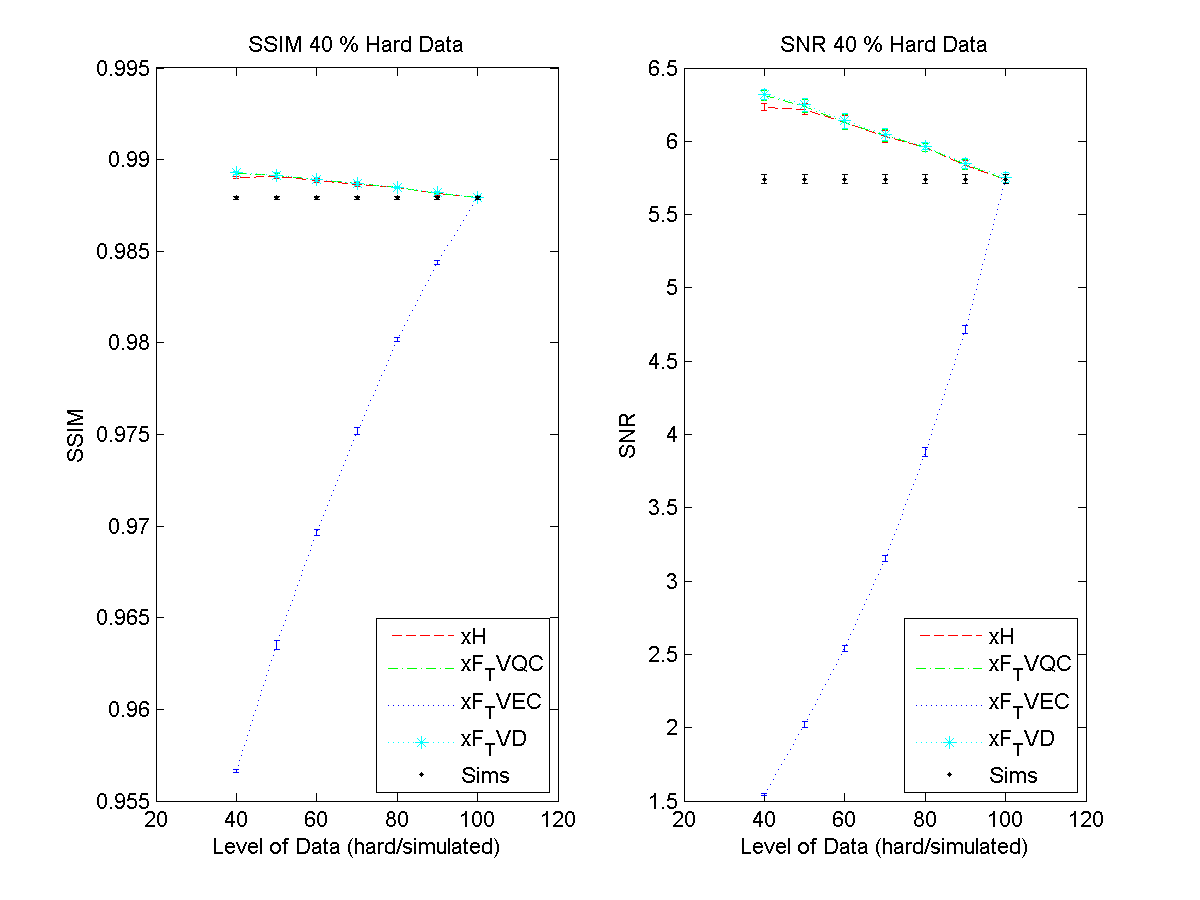 SSIM 40 % Hard Data
0.995
0.99
0.985
0.98
0.975
0.97
0.965
0.96
0.955
SSIM
20 40 60 80 100 120
Level of Data (hard/simulated)
xH
xF_TVQC
xF_TVEC
xF_TVD
Sims
SNR 40 % Hard Data
6.5
6
5.5
5
4.5
4
3.5
3
2.5
2
1.5
SNR
20 40 60 80 100 120
Level of Data (hard/simulated)
xH
xF_TVQC
xF_TVEC
xF_TVD
Sims